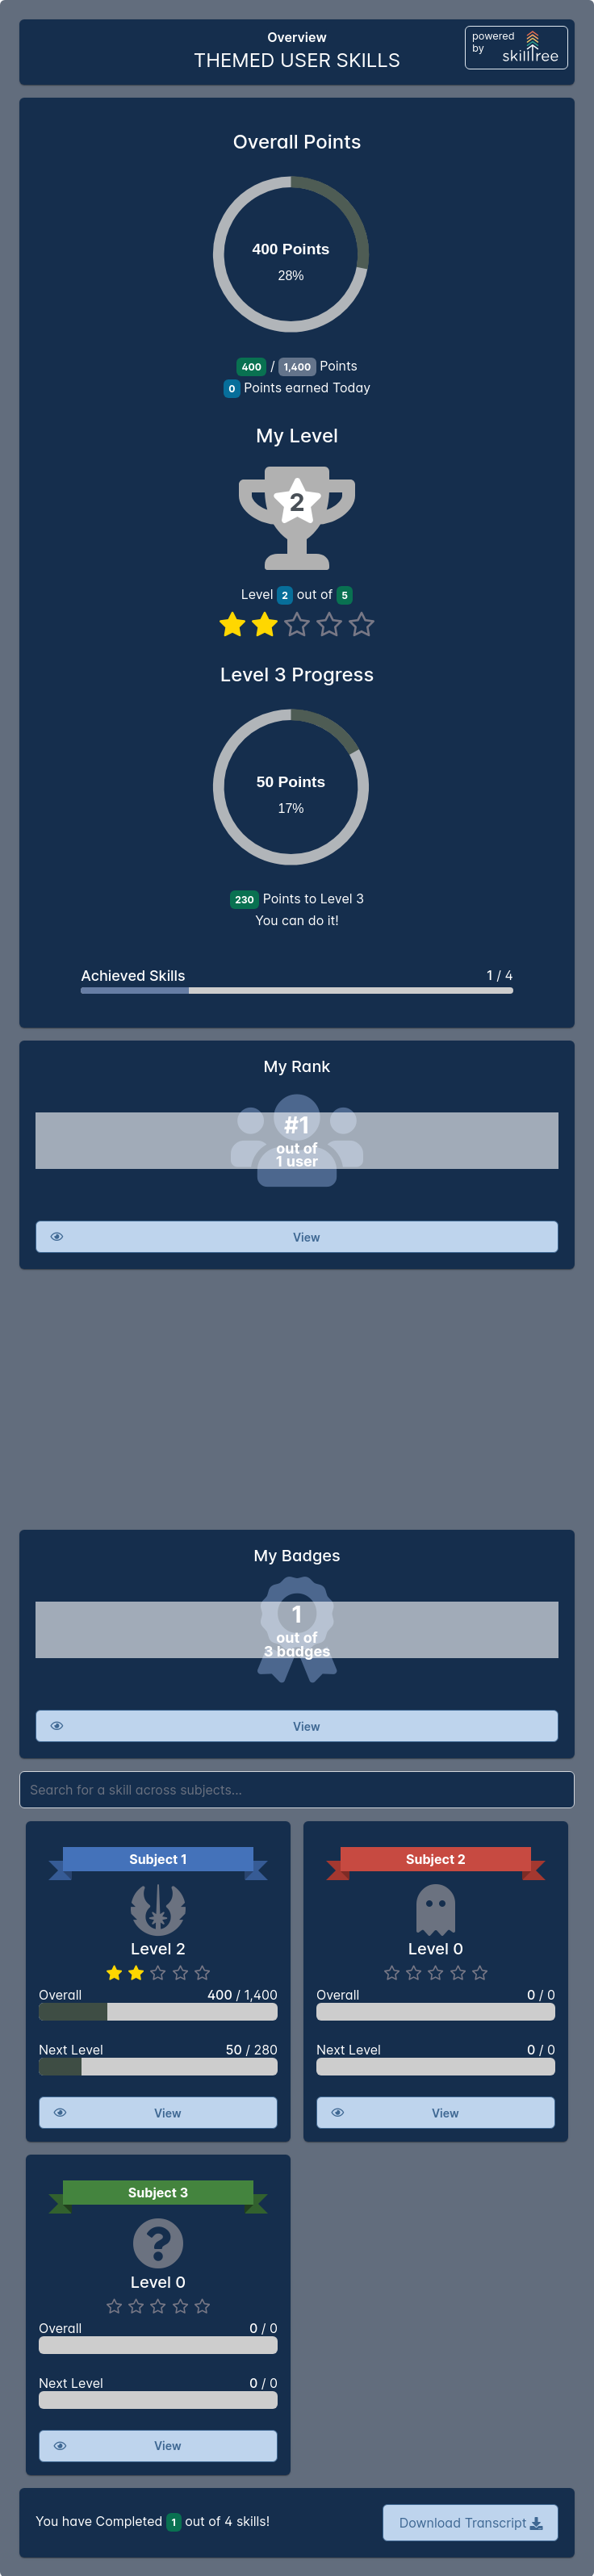 Overview
THEMED USER SKILLS
powered
by
skilltree
Overall Points
400 Points
28%
400 / 1,400 Points
0 Points earned Today
My Level
2
Level 2 out of 5
Level 3 Progress
50 Points
17%
230 Points to Level 3
You can do it!
Achieved Skills 1 / 4
My Rank
#1
out of
1 user
View
My Badges
1
out of
3 badges
View
Search for a skill across subjects...
Subject 1
Level 2
Overall 400 / 1,400
Next Level 50 / 280
View
Subject 2
Level 0
Overall 0 / 0
Next Level 0 / 0
View
Subject 3
Level 0
Overall 0 / 0
Next Level 0 / 0
View
You have Completed 1 out of 4 skills!
Download Transcript